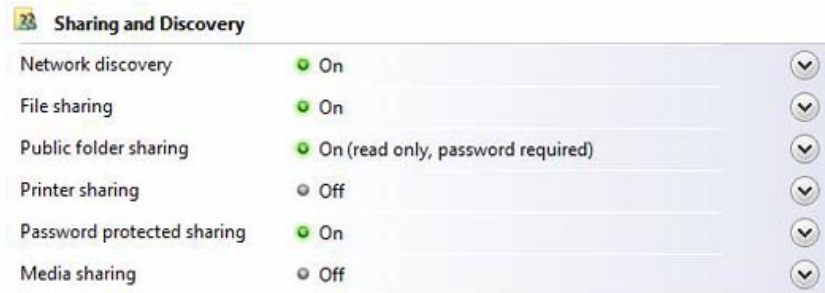 Sharing and Discovery
Network discovery On
File sharing On
Public folder sharing On (read only, password required)
Printer sharing Off
Password protected sharing On
Media sharing Off